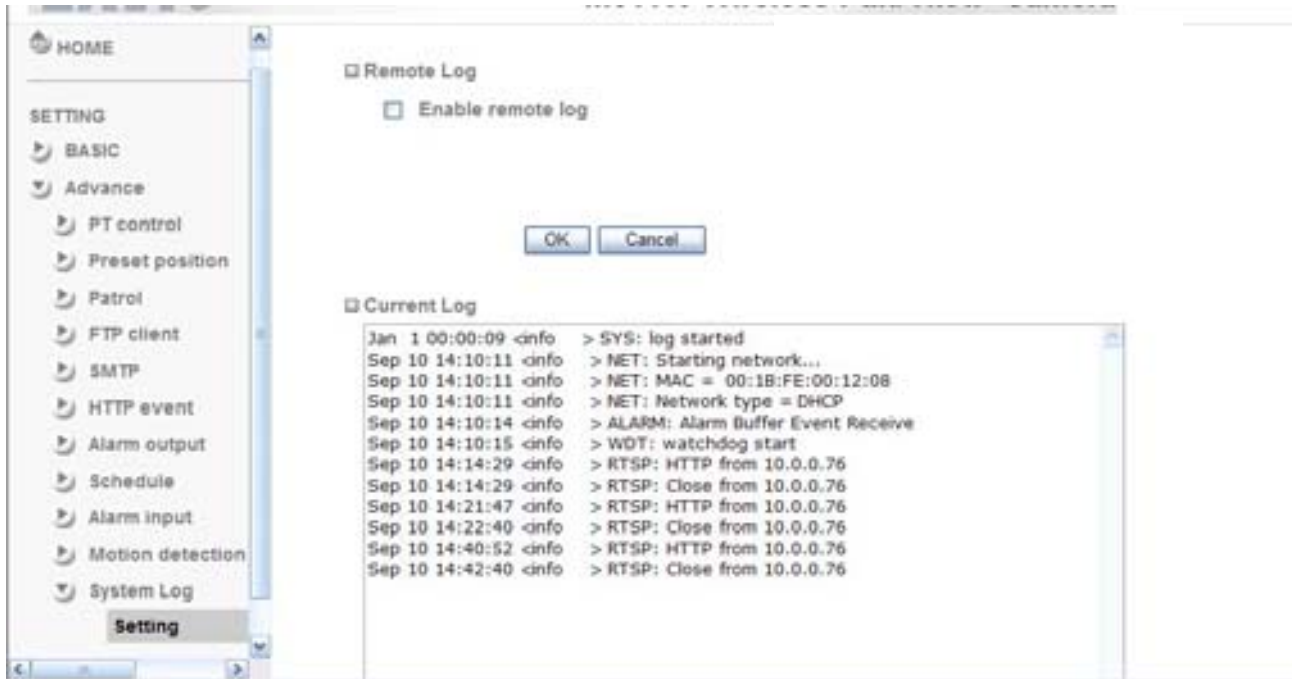 HOME
SETTING
BASIC
Advance
PT control
Preset position
Patrol
FTP client
SMTP
HTTP event
Alarm output
Schedule
Alarm input
Motion detection
System Log
Setting
Remote Log
Enable remote log
OK Cancel
Current Log
Jan 1 00:00:09 <info > SYS: log started
Sep 10 14:10:11 <info > NET: Starting network...
Sep 10 14:10:11 <info > NET: MAC = 00:1B:FE:00:12:08
Sep 10 14:10:11 <info > NET: Network type = DHCP
Sep 10 14:10:14 <info > ALARM: Alarm Buffer Event Receive
Sep 10 14:10:15 <info > WDT: watchdog start
Sep 10 14:14:29 <info > RTSP: HTTP from 10.0.0.76
Sep 10 14:14:29 <info > RTSP: Close from 10.0.0.76
Sep 10 14:21:47 <info > RTSP: HTTP from 10.0.0.76
Sep 10 14:22:40 <info > RTSP: Close from 10.0.0.76
Sep 10 14:40:52 <info > RTSP: HTTP from 10.0.0.76
Sep 10 14:42:40 <info > RTSP: Close from 10.0.0.76